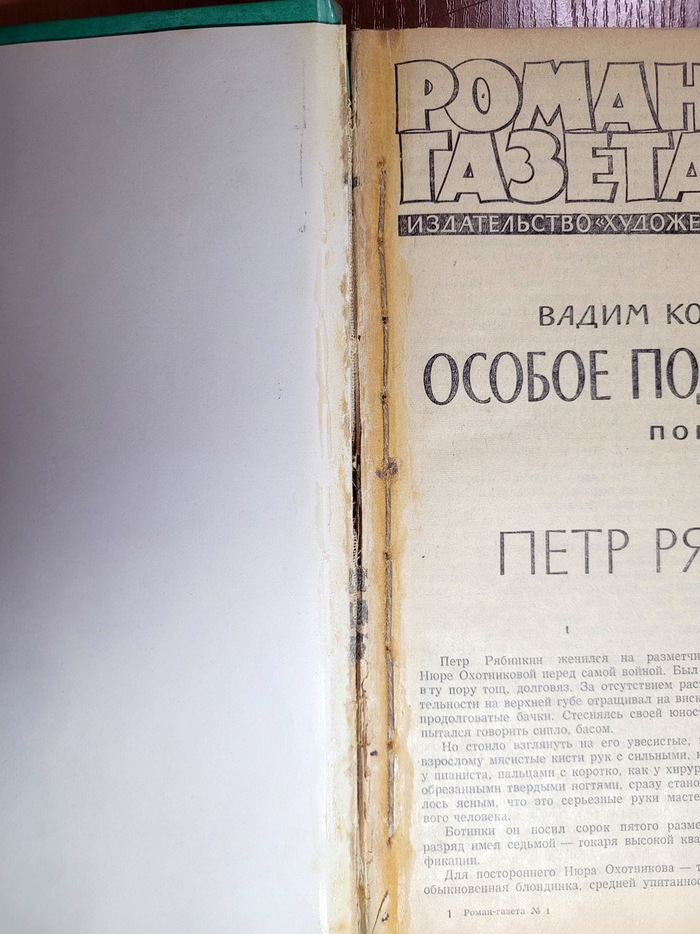 РОМАН
ГАЗЕТА
ИЗДАТЕЛЬСТВО «ХУДОЖЕ
ВАДИМ КО
ОСОБОЕ ПОД
ПОВ
ПЕТР РЯ
1
Петр Рябинкин женился на разметчи
Нюре Охотниковой перед самой войной. Был
в ту пору тощ, долговяз. За отсутствием раст
тельности на верхней губе отращивал на виск
продолговатые бачки. Стесняясь своей юнос
пытался говорить сипло, басом.
Но стоило взглянуть на его увесистые,
взрослому мясистые кисти рук с сильными,
у пианиста, пальцами с коротко, как у хирур
обрезанными твердыми ногтями, сразу стано
лось ясным, что это серьезные руки масте
вого человека.
Ботинки он носил сорок пятого разме
разряд имел седьмой — токаря высокой ква
фикации.
Для постороннего Нюра Охотникова — т
обыкновенная блондинка, средней упитаннос
1 Роман-газета № 1